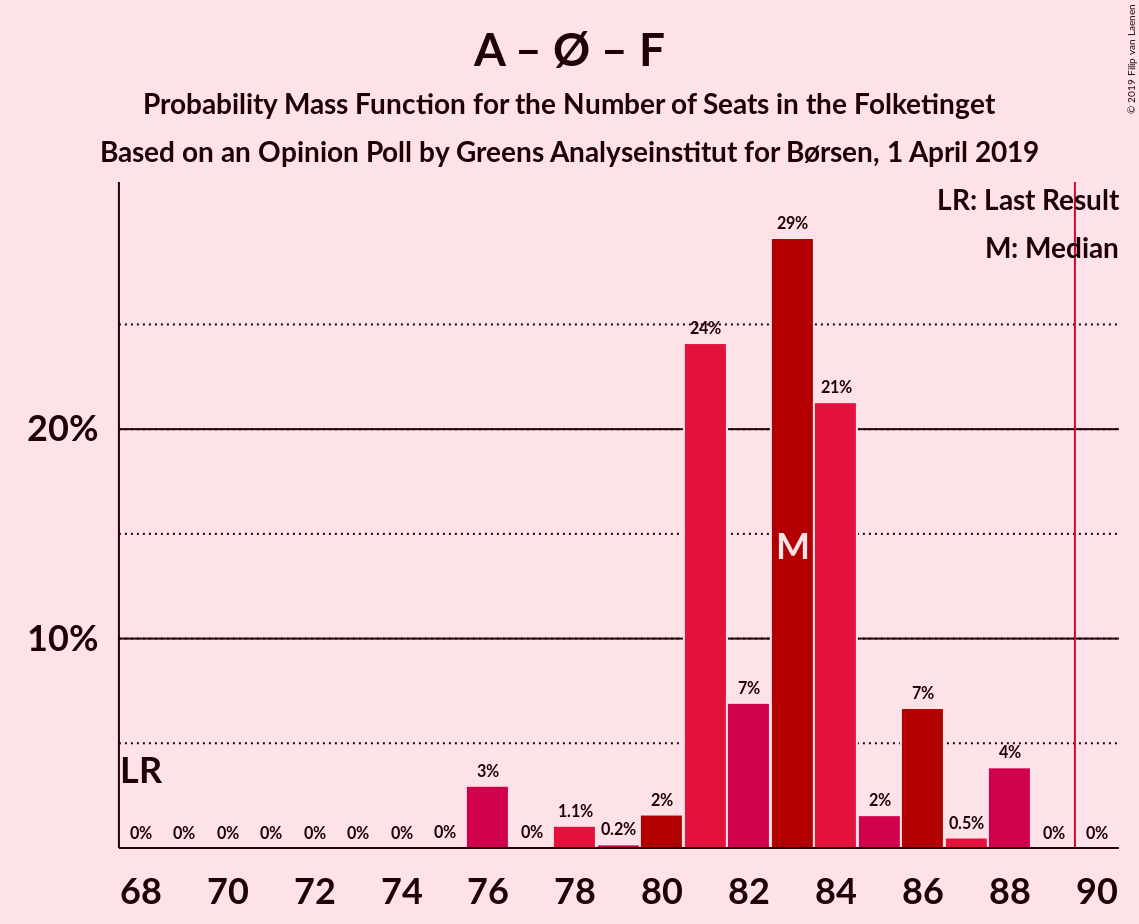 A – Ø – F
Probability Mass Function for the Number of Seats in the Folketinget
Based on an Opinion Poll by Greens Analyseinstitut for Børsen, 1 April 2019
© 2019 Filip van Laenen
LR: Last Result
M: Median
29%
24%
21%
20%
M
10%
7%
7%
4%
LR
3%
2%
2%
1.1%
0.5%
0.2%
0% 0% 0% 0% 0% 0% 0% 0% 0% 0% 0%
68 70 72 74 76 78 80 82 84 86 88 90